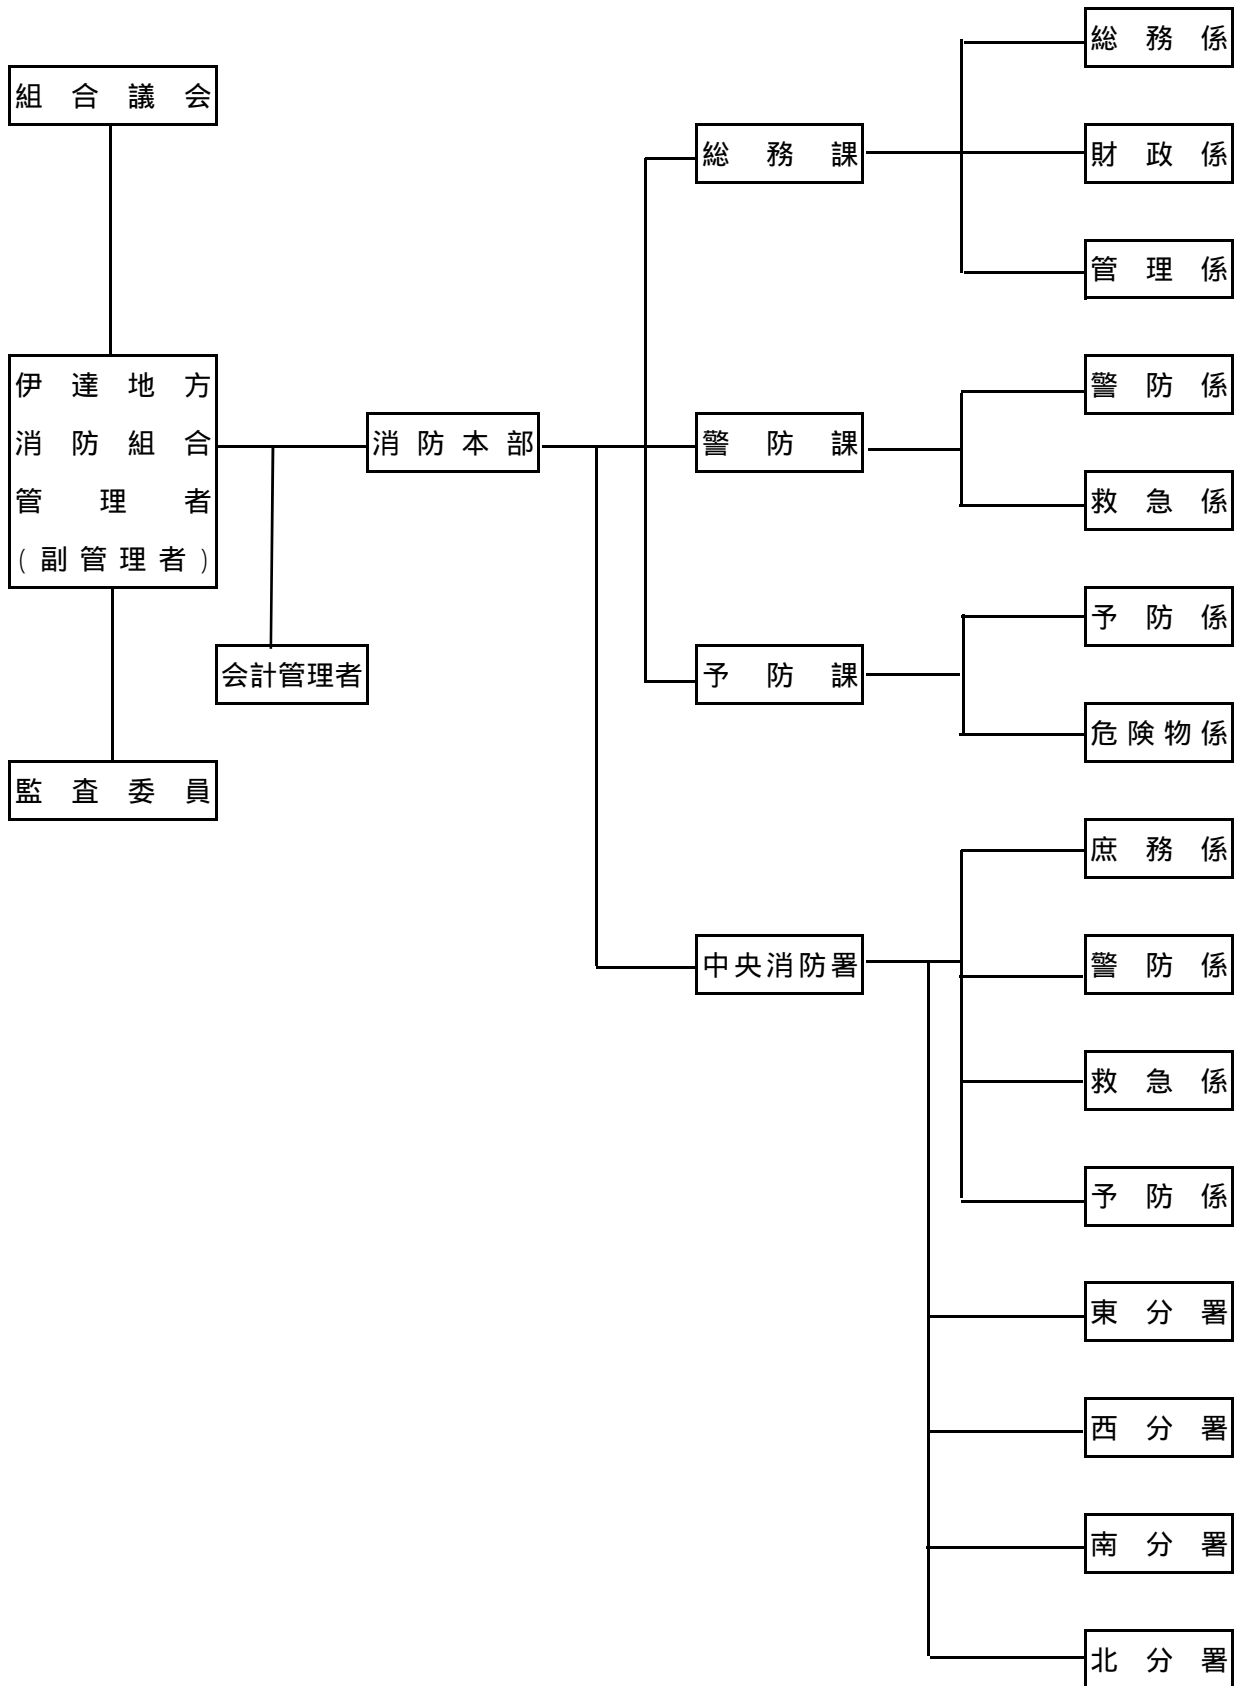 組合議会
伊達地方
消防組合
管理者
(副管理者)
監査委員
会計管理者
消防本部
総務課
警防課
予防課
中央消防署
総務係
財政係
管理係
警防係
救急係
予防係
危険物係
庶務係
警防係
救急係
予防係
東分署
西分署
南分署
北分署